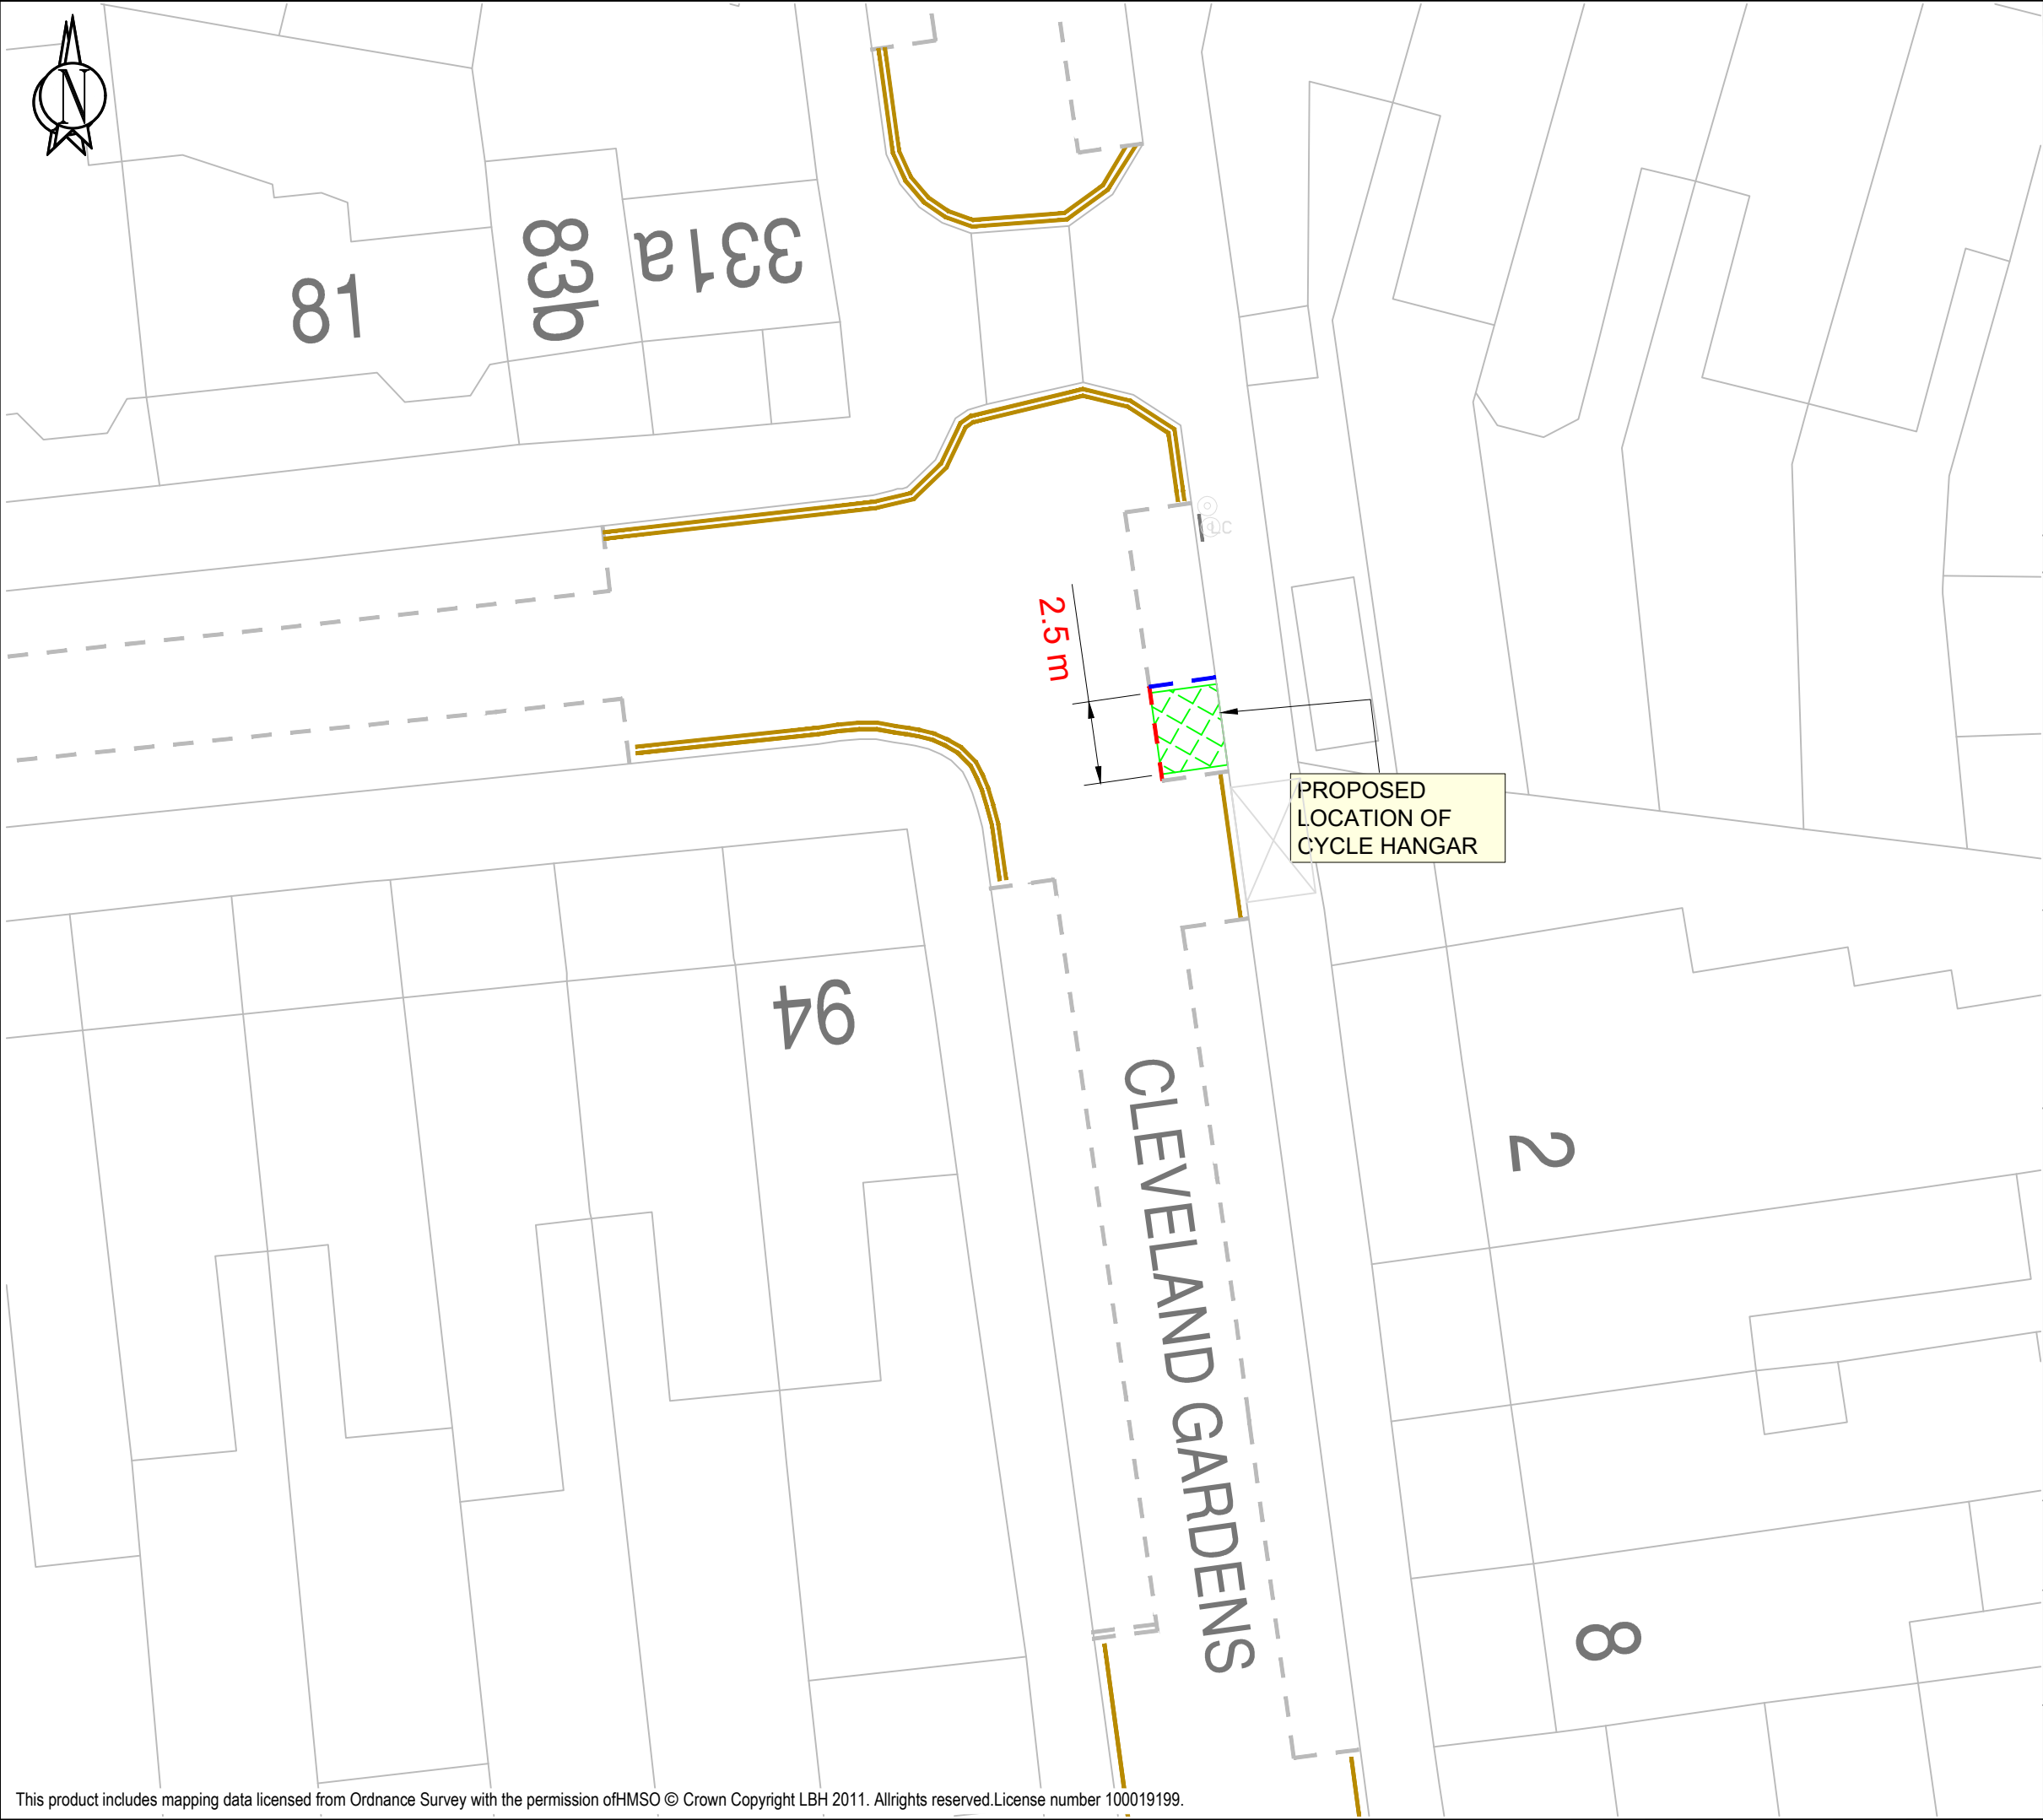 N
81
83b
331a
LC
2.5 m
PROPOSED
LOCATION OF
CYCLE HANGAR
94
CLEVELAND GARDENS
2
8
This product includes mapping data licensed from Ordnance Survey with the permission ofHMSO © Crown Copyright LBH 2011. Allrights reserved.License number 100019199.